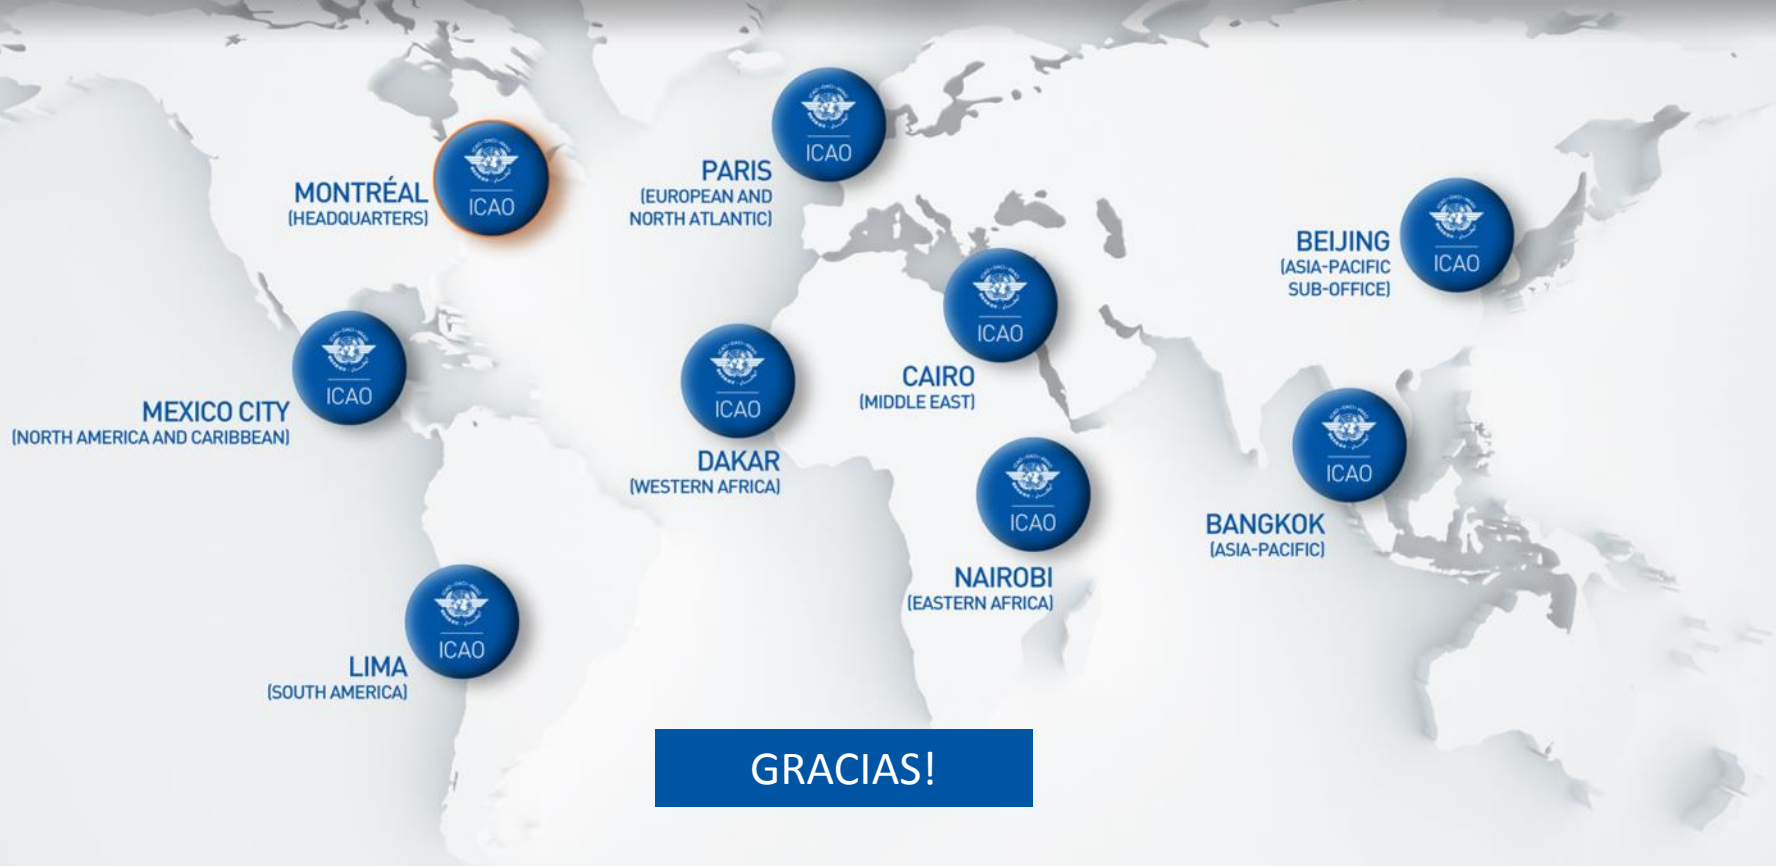 ICAO
MONTRÉAL
(HEADQUARTERS)
ICAO
PARIS
(EUROPEAN AND
NORTH ATLANTIC)
ICAO
BEIJING
(ASIA-PACIFIC
SUB-OFFICE)
ICAO
MEXICO CITY
(NORTH AMERICA AND CARIBBEAN)
ICAO
DAKAR
(WESTERN AFRICA)
ICAO
CAIRO
(MIDDLE EAST)
ICAO
NAIROBI
(EASTERN AFRICA)
ICAO
BANGKOK
(ASIA-PACIFIC)
ICAO
LIMA
(SOUTH AMERICA)
GRACIAS!